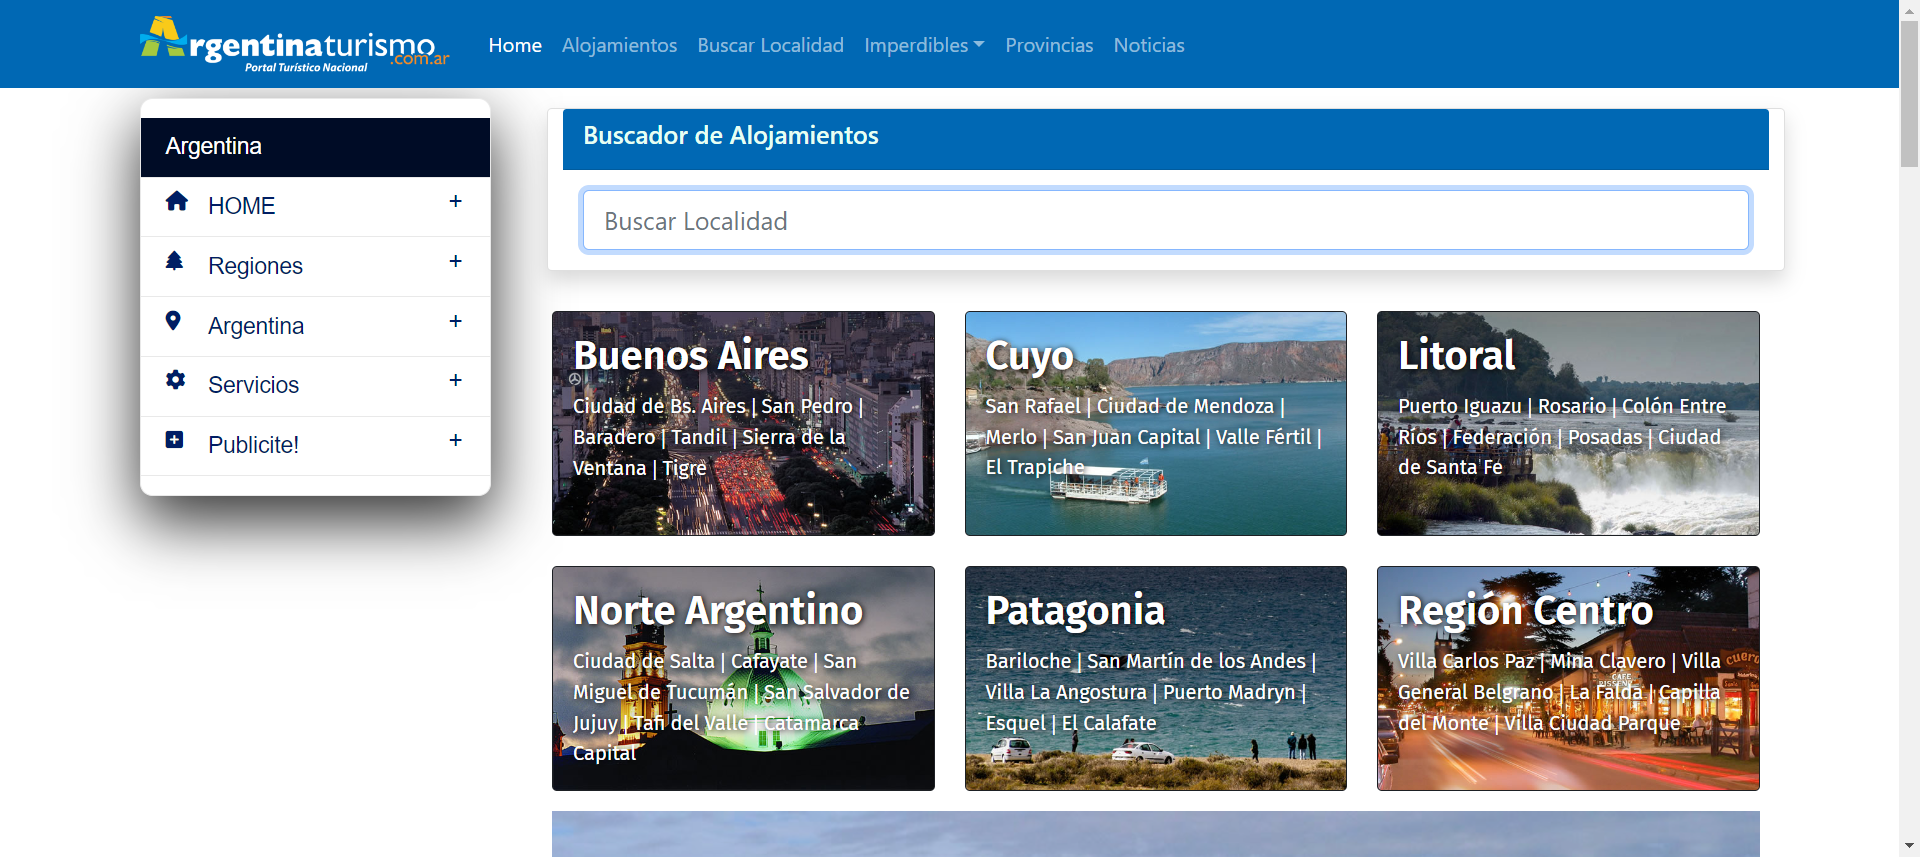 Argentinaturismo
.com.ar
Portal Turístico Nacional
Home Alojamientos Buscar Localidad Imperdibles Provincias Noticias
Argentina
HOME +
Regiones +
Argentina +
Servicios +
Publicite! +
Buscador de Alojamientos
Buscar Localidad
Buenos Aires
Ciudad de Bs. Aires | San Pedro |
Baradero | Tandil | Sierra de la
Ventana | Tigre
Cuyo
San Rafael | Ciudad de Mendoza |
Merlo | San Juan Capital | Valle Fértil |
El Trapiche
Litoral
Puerto Iguazu | Rosario | Colón Entre
Ríos | Federación | Posadas | Ciudad
de Santa Fe
Norte Argentino
Ciudad de Salta | Cafayate | San
Miguel de Tucumán | San Salvador de
Jujuy | Tafi del Valle | Catamarca
Capital
Patagonia
Bariloche | San Martín de los Andes |
Villa La Angostura | Puerto Madryn |
Esquel | El Calafate
Región Centro
Villa Carlos Paz | Mina Clavero | Villa
General Belgrano | La Falda | Capilla
del Monte | Villa Ciudad Parque